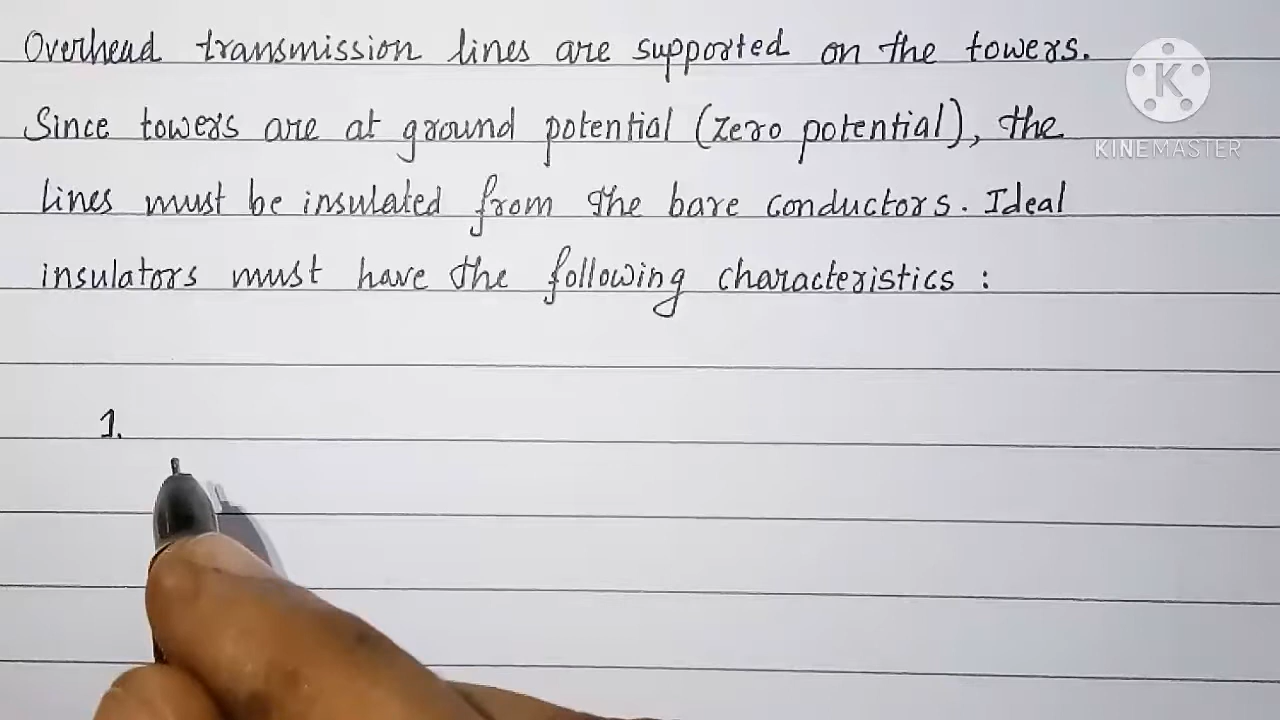 Overhead transmission lines are supported on the towers.
Since towers are at ground potential (zero potential), the
lines must be insulated from the bare conductors. Ideal
insulators must have the following characteristics :
1.
K
KINEMASTER